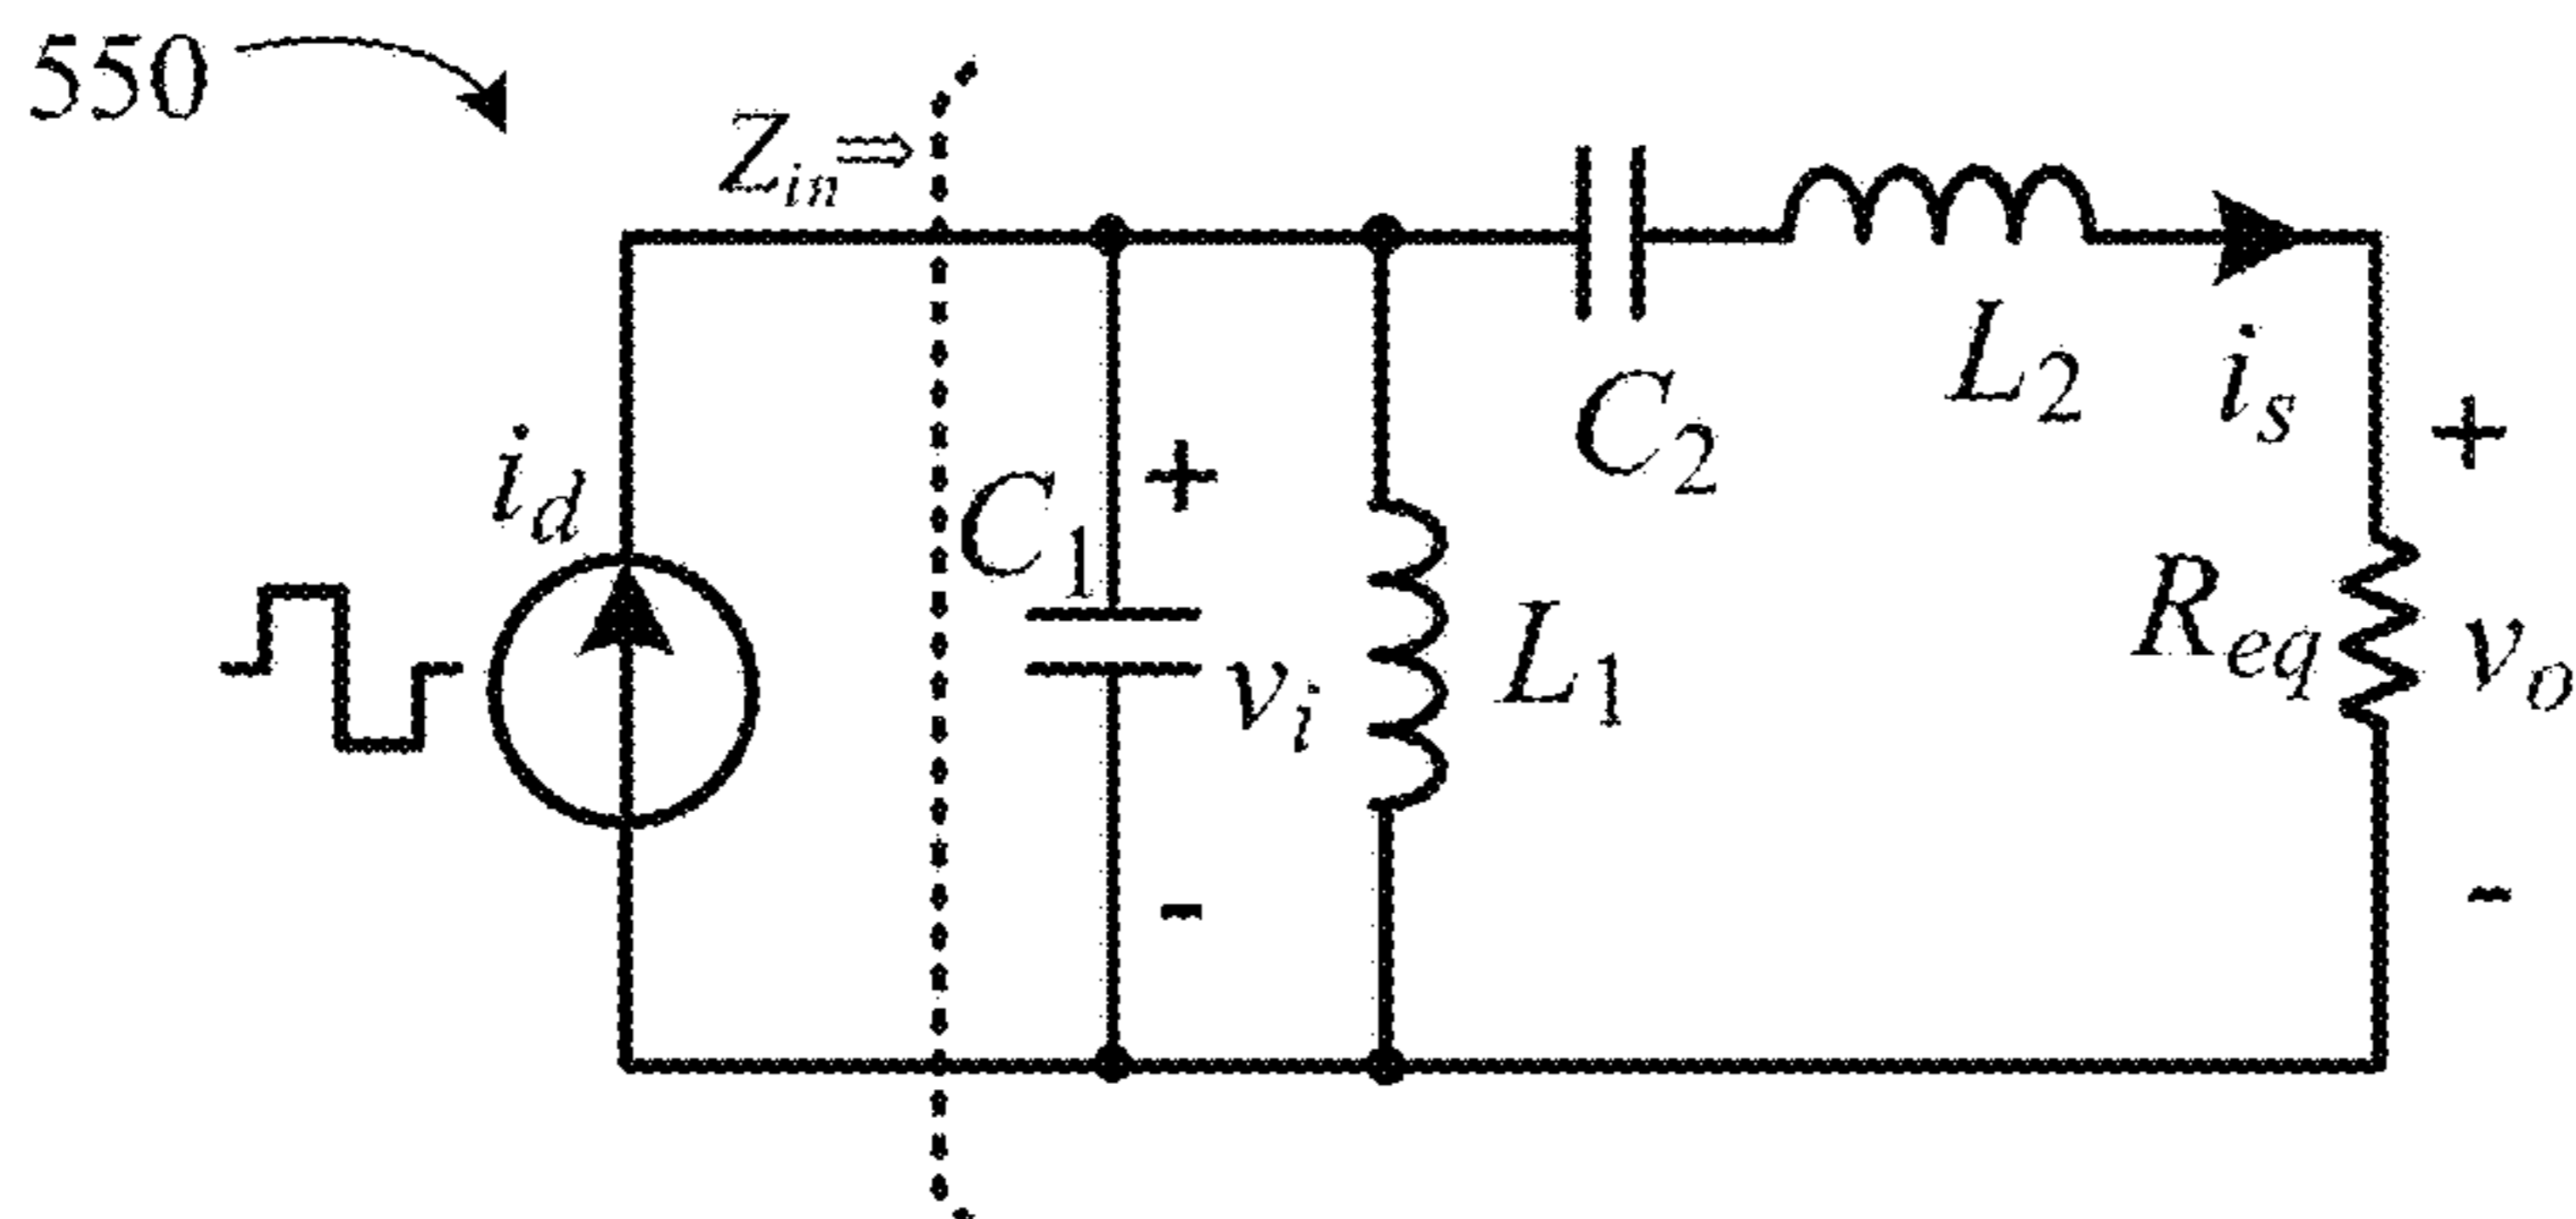 550
Z_in ⇒
i_d
C_1
+
v_i
-
L_1
C_2
L_2
i_s
R_eq
+
v_o
-